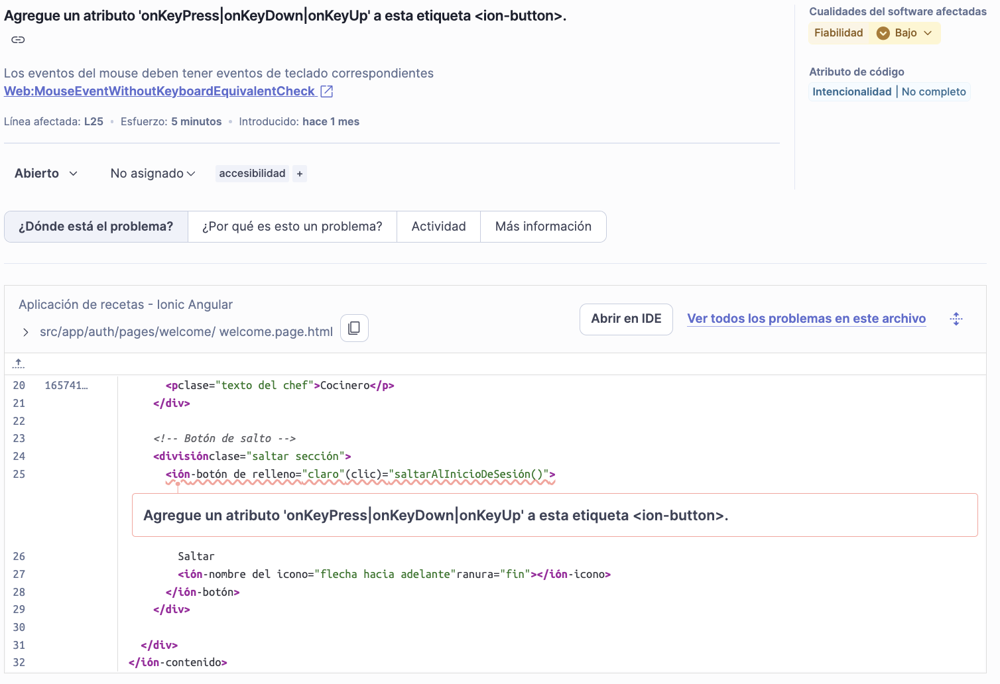 Agregue un atributo 'onKeyPress|onKeyDown|onKeyUp' a esta etiqueta <ion-button>.
Los eventos del mouse deben tener eventos de teclado correspondientes
Web:MouseEventWithoutKeyboardEquivalentCheck
Línea afectada: L25 • Esfuerzo: 5 minutos • Introducido: hace 1 mes
Cualidades del software afectadas
Fiabilidad Bajo
Atributo de código
Intencionalidad | No completo
Abierto No asignado accesibilidad +
¿Dónde está el problema? ¿Por qué es esto un problema? Actividad Más información
Aplicación de recetas - Ionic Angular
src/app/auth/pages/welcome/ welcome.page.html
Abrir en IDE Ver todos los problemas en este archivo
20 165741… <pclase="texto del chef">Cocinero</p>
21 </div>
22
23 <!-- Botón de salto -->
24 <divisiónclase="saltar sección">
25 <ión-botón de relleno="claro"(clic)="saltarAlInicioDeSesión()">
Agregue un atributo 'onKeyPress|onKeyDown|onKeyUp' a esta etiqueta <ion-button>.
26 Saltar
27 <ión-nombre del icono="flecha hacia adelante"ranura="fin"></ión-icono>
28 </ión-botón>
29 </div>
30
31 </div>
32 </ión-contenido>